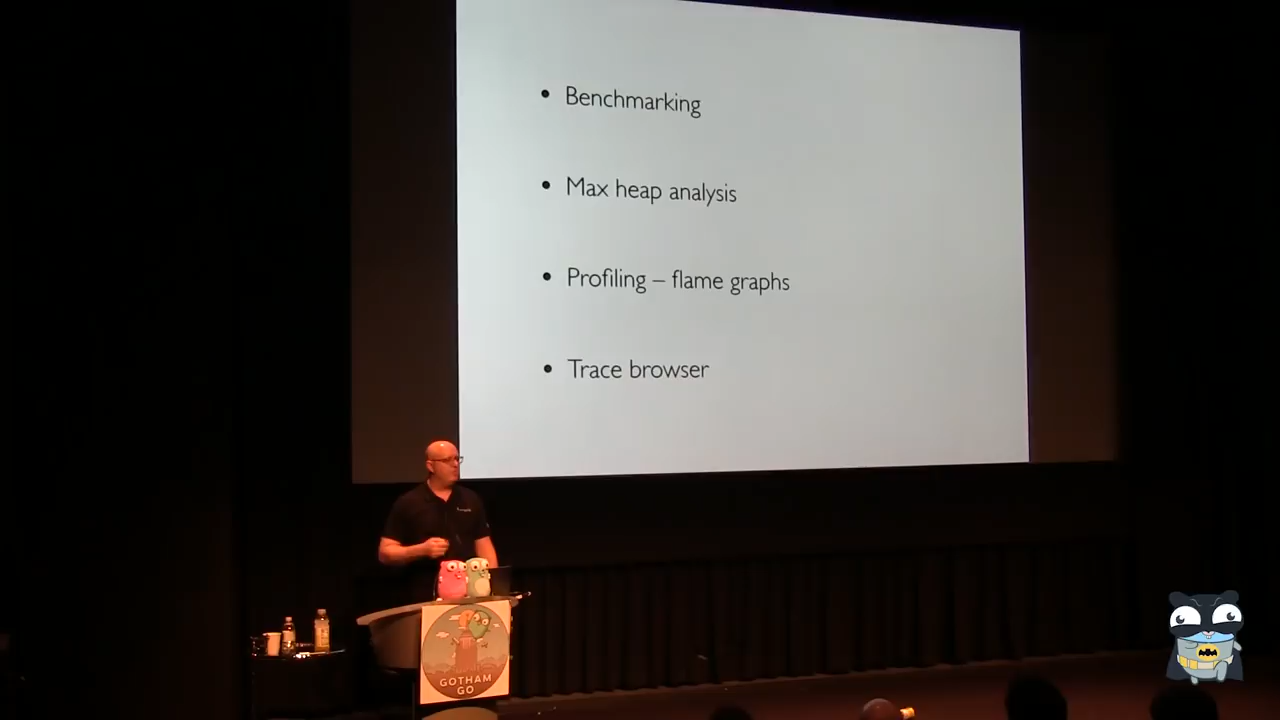 • Benchmarking
• Max heap analysis
• Profiling – flame graphs
• Trace browser
GOTHAM
GO